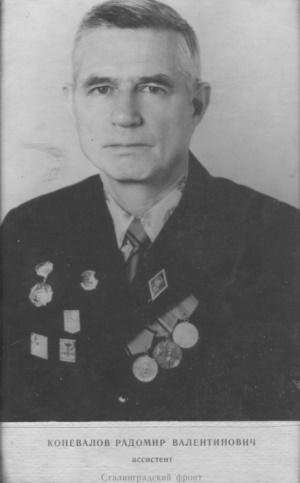 КОНЕВАЛОВ РАДОМИР ВАЛЕНТИНОВИЧ
ассистент
Сталинградский фронт